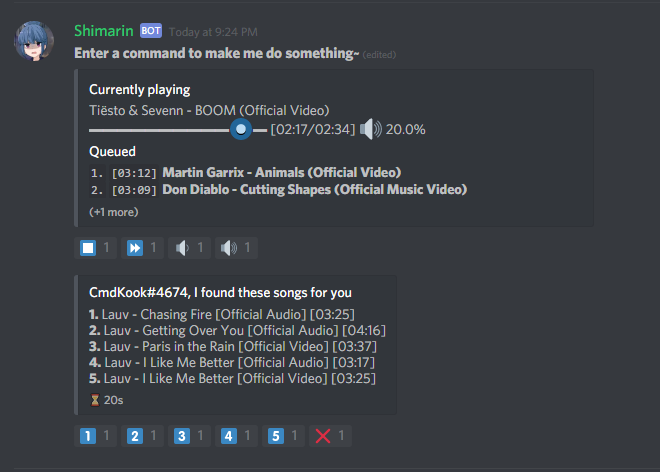 Shimarin BOT Today at 9:24 PM
Enter a command to make me do something~ (edited)
Currently playing
Tiësto & Sevenn - BOOM (Official Video)
[02:17/02:34] 20.0%
Queued
1. [03:12] Martin Garrix - Animals (Official Video)
2. [03:09] Don Diablo - Cutting Shapes (Official Music Video)
(+1 more)
1 1 1 1
CmdKook#4674, I found these songs for you
1. Lauv - Chasing Fire [Official Audio] [03:25]
2. Lauv - Getting Over You [Official Audio] [04:16]
3. Lauv - Paris in the Rain [Official Video] [03:37]
4. Lauv - I Like Me Better [Official Audio] [03:17]
5. Lauv - I Like Me Better [Official Video] [03:25]
20s
1 1 2 1 3 1 4 1 5 1 1